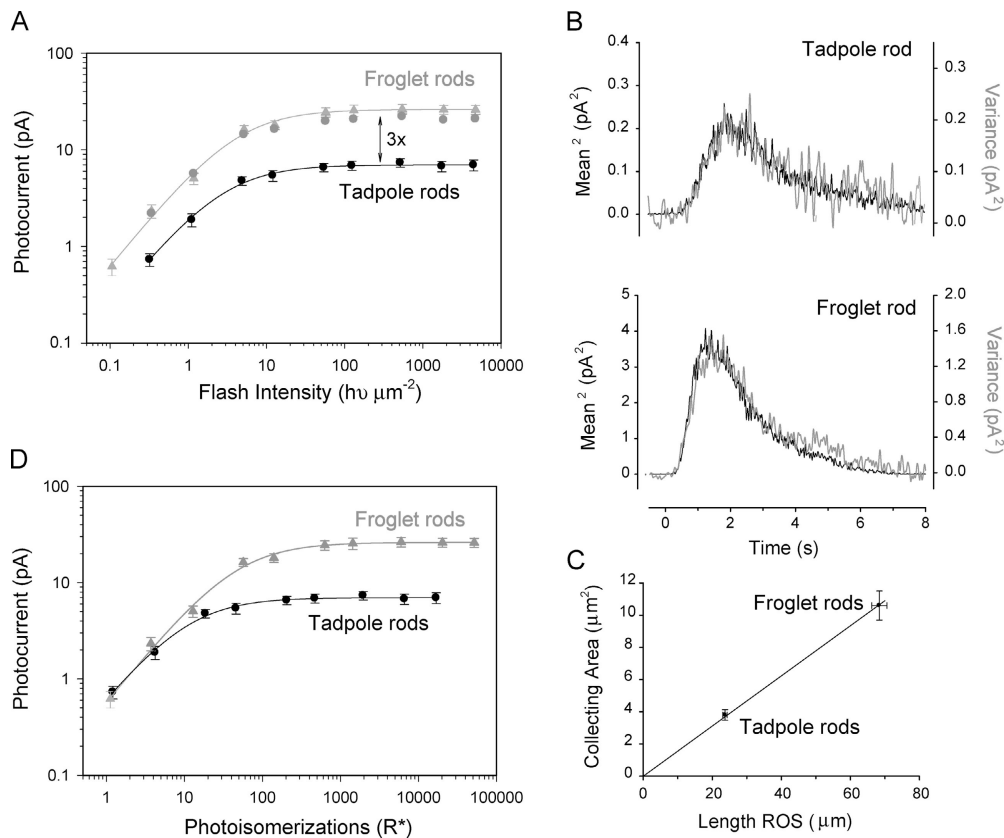 A
Photocurrent (pA)
100
10
1
0.1
Froglet rods
3x
Tadpole rods
0.1 1 10 100 1000 10000
Flash Intensity (hυ μm-2)
B
Tadpole rod
Mean2 (pA2)
0.4
0.3
0.2
0.1
0.0
0.3
0.2
0.1
0.0
Variance (pA2)
Froglet rod
Mean2 (pA2)
5
4
3
2
1
0
2.0
1.6
1.2
0.8
0.4
0.0
Variance (pA2)
0 2 4 6 8
Time (s)
C
Collecting Area (μm2)
12
10
8
6
4
2
0
Froglet rods
Tadpole rods
0 20 40 60 80
Length ROS (μm)
D
Photocurrent (pA)
100
10
1
0.1
Froglet rods
Tadpole rods
1 10 100 1000 10000 100000
Photoisomerizations (R*)